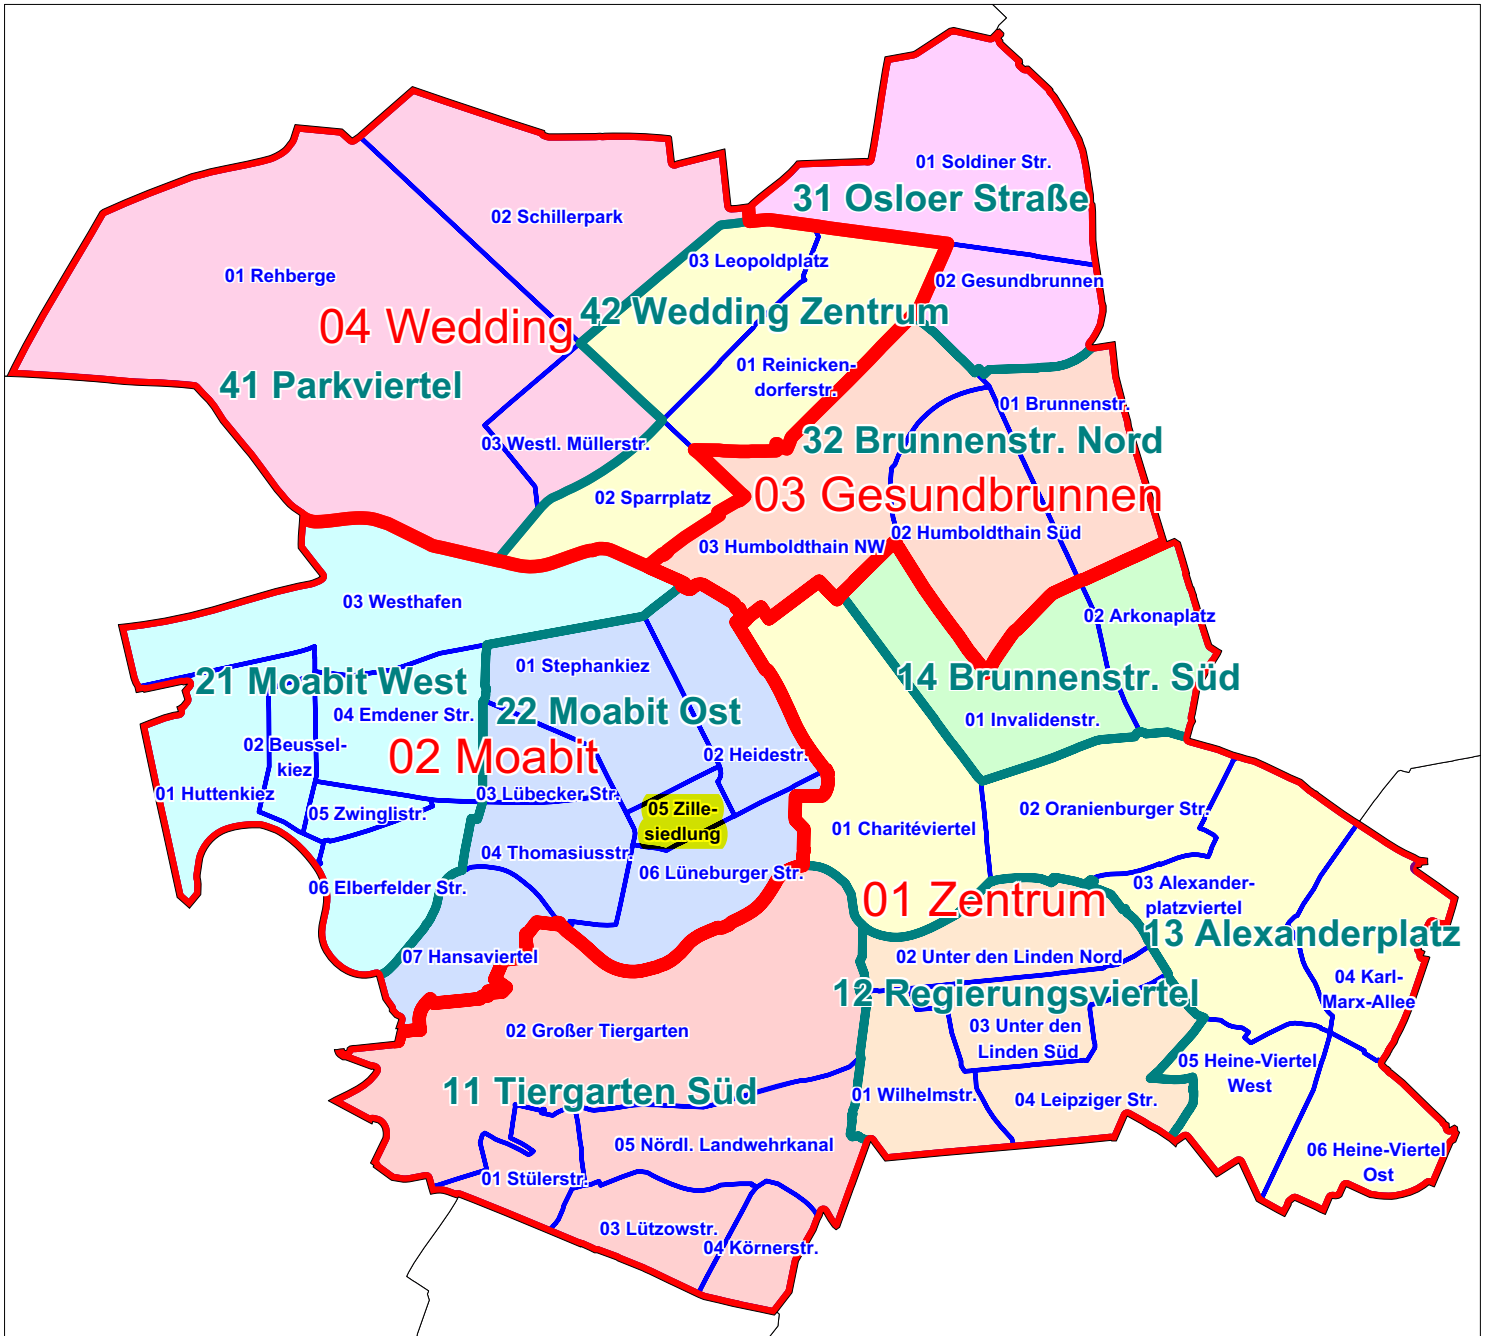 01 Soldiner Str.
31 Osloer Straße
02 Gesundbrunnen
02 Schillerpark
01 Rehberge
04 Wedding
41 Parkviertel
03 Westl. Müllerstr.
03 Leopoldplatz
42 Wedding Zentrum
01 Reinicken-
dorferstr.
02 Sparrplatz
01 Brunnenstr.
32 Brunnenstr. Nord
03 Gesundbrunnen
02 Humboldthain Süd
03 Humboldthain NW
03 Westhafen
21 Moabit West
04 Emdener Str.
02 Beussel-
kiez
01 Huttenkiez
05 Zwinglistr.
06 Elberfelder Str.
02 Moabit
01 Stephankiez
22 Moabit Ost
02 Heidestr.
03 Lübecker Str.
05 Zille-
siedlung
04 Thomasiusstr.
06 Lüneburger Str.
07 Hansaviertel
02 Arkonaplatz
14 Brunnenstr. Süd
01 Invalidenstr.
02 Oranienburger Str.
01 Charitéviertel
03 Alexander-
platzviertel
01 Zentrum
13 Alexanderplatz
04 Karl-
Marx-Allee
05 Heine-Viertel
West
06 Heine-Viertel
Ost
02 Unter den Linden Nord
12 Regierungsviertel
03 Unter den
Linden Süd
01 Wilhelmstr.
04 Leipziger Str.
02 Großer Tiergarten
11 Tiergarten Süd
05 Nördl. Landwehrkanal
01 Stülerstr.
03 Lützowstr.
04 Körnerstr.